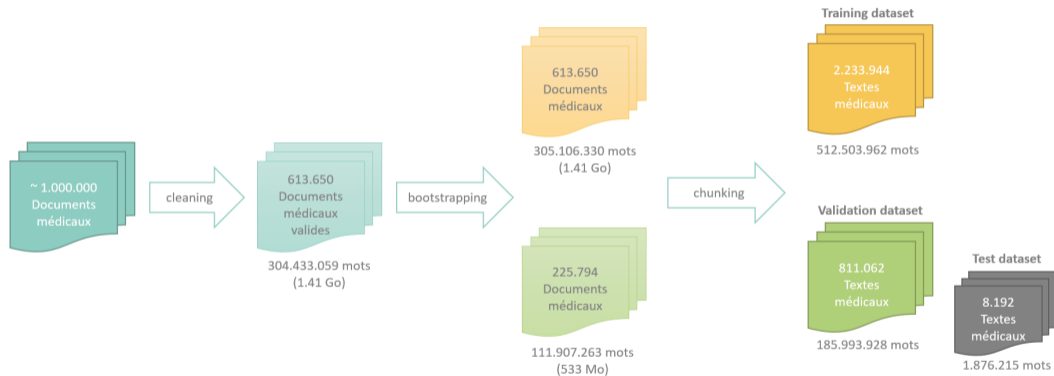 ~ 1.000.000
Documents
médicaux
cleaning
613.650
Documents
médicaux
valides
304.433.059 mots
(1.41 Go)
bootstrapping
613.650
Documents
médicaux
305.106.330 mots
(1.41 Go)
225.794
Documents
médicaux
111.907.263 mots
(533 Mo)
chunking
Training dataset
2.233.944
Textes
médicaux
512.503.962 mots
Validation dataset
811.062
Textes
médicaux
185.993.928 mots
Test dataset
8.192
Textes
médicaux
1.876.215 mots